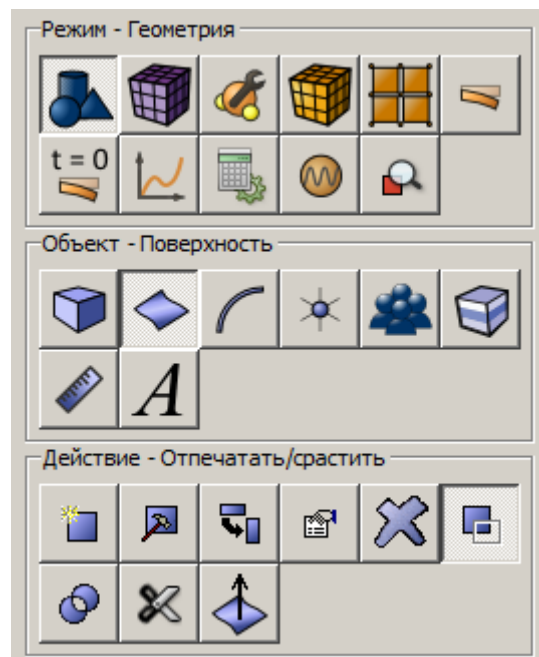 Режим - Геометрия
t = 0
Объект - Поверхность
A
Действие - Отпечатать/срастить